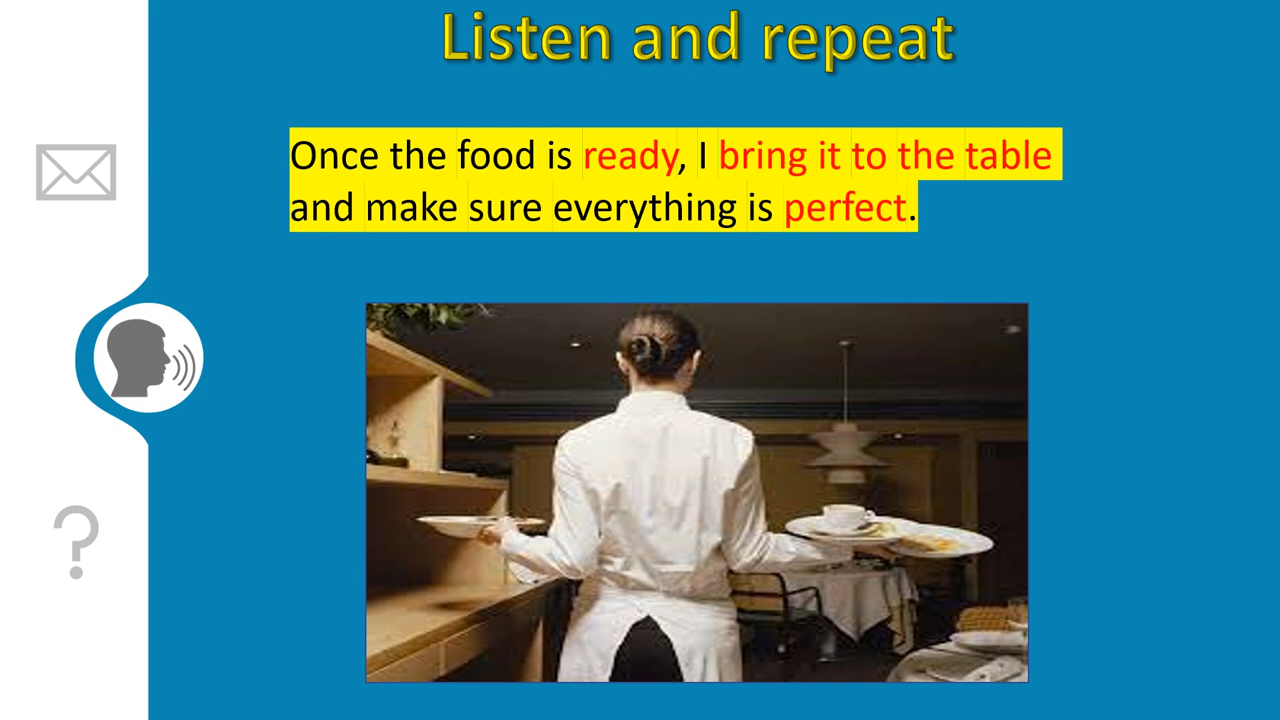 Listen and repeat
Once the food is ready, I bring it to the table
and make sure everything is perfect.